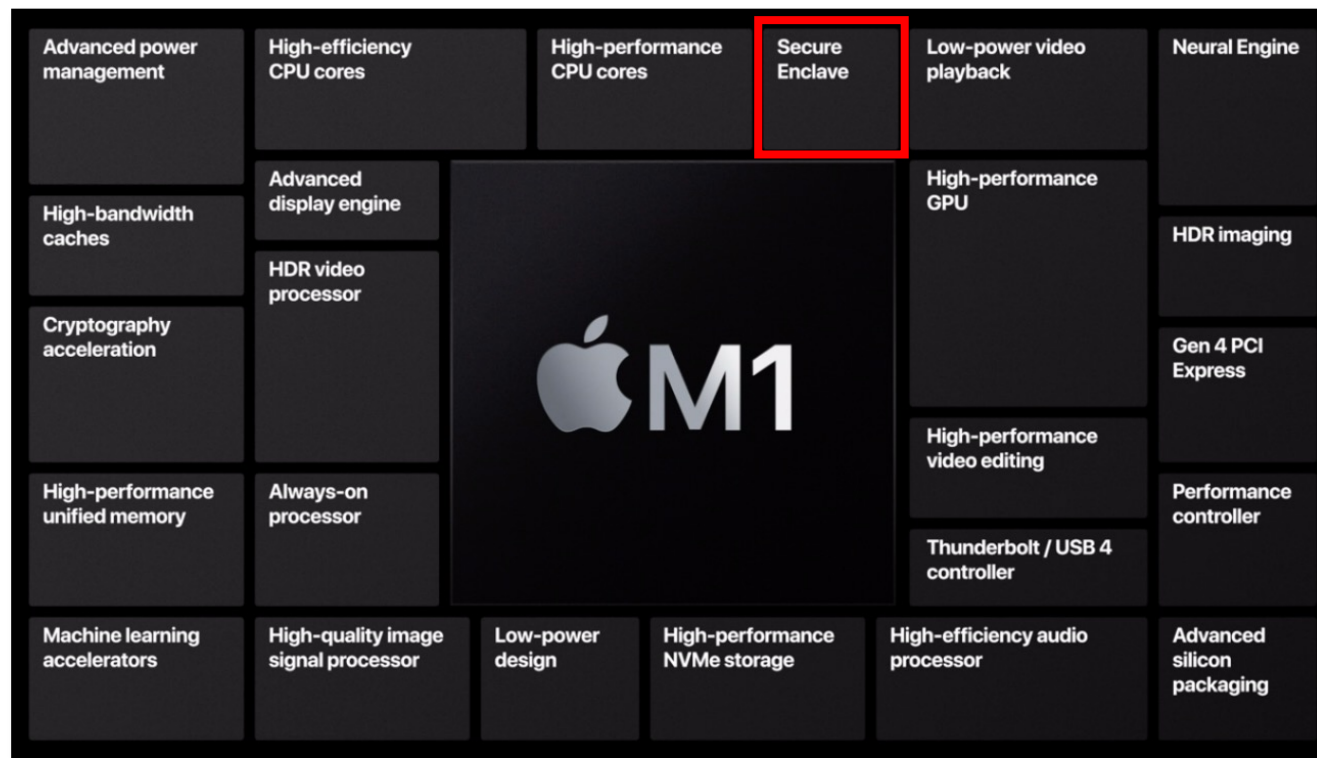 Advanced power
management
High-efficiency
CPU cores
High-performance
CPU cores
Secure
Enclave
Low-power video
playback
Neural Engine
Advanced
display engine
High-performance
GPU
High-bandwidth
caches
HDR imaging
HDR video
processor
Cryptography
acceleration
M1
Gen 4 PCI
Express
High-performance
video editing
High-performance
unified memory
Always-on
processor
Performance
controller
Thunderbolt / USB 4
controller
Machine learning
accelerators
High-quality image
signal processor
Low-power
design
High-performance
NVMe storage
High-efficiency audio
processor
Advanced
silicon
packaging